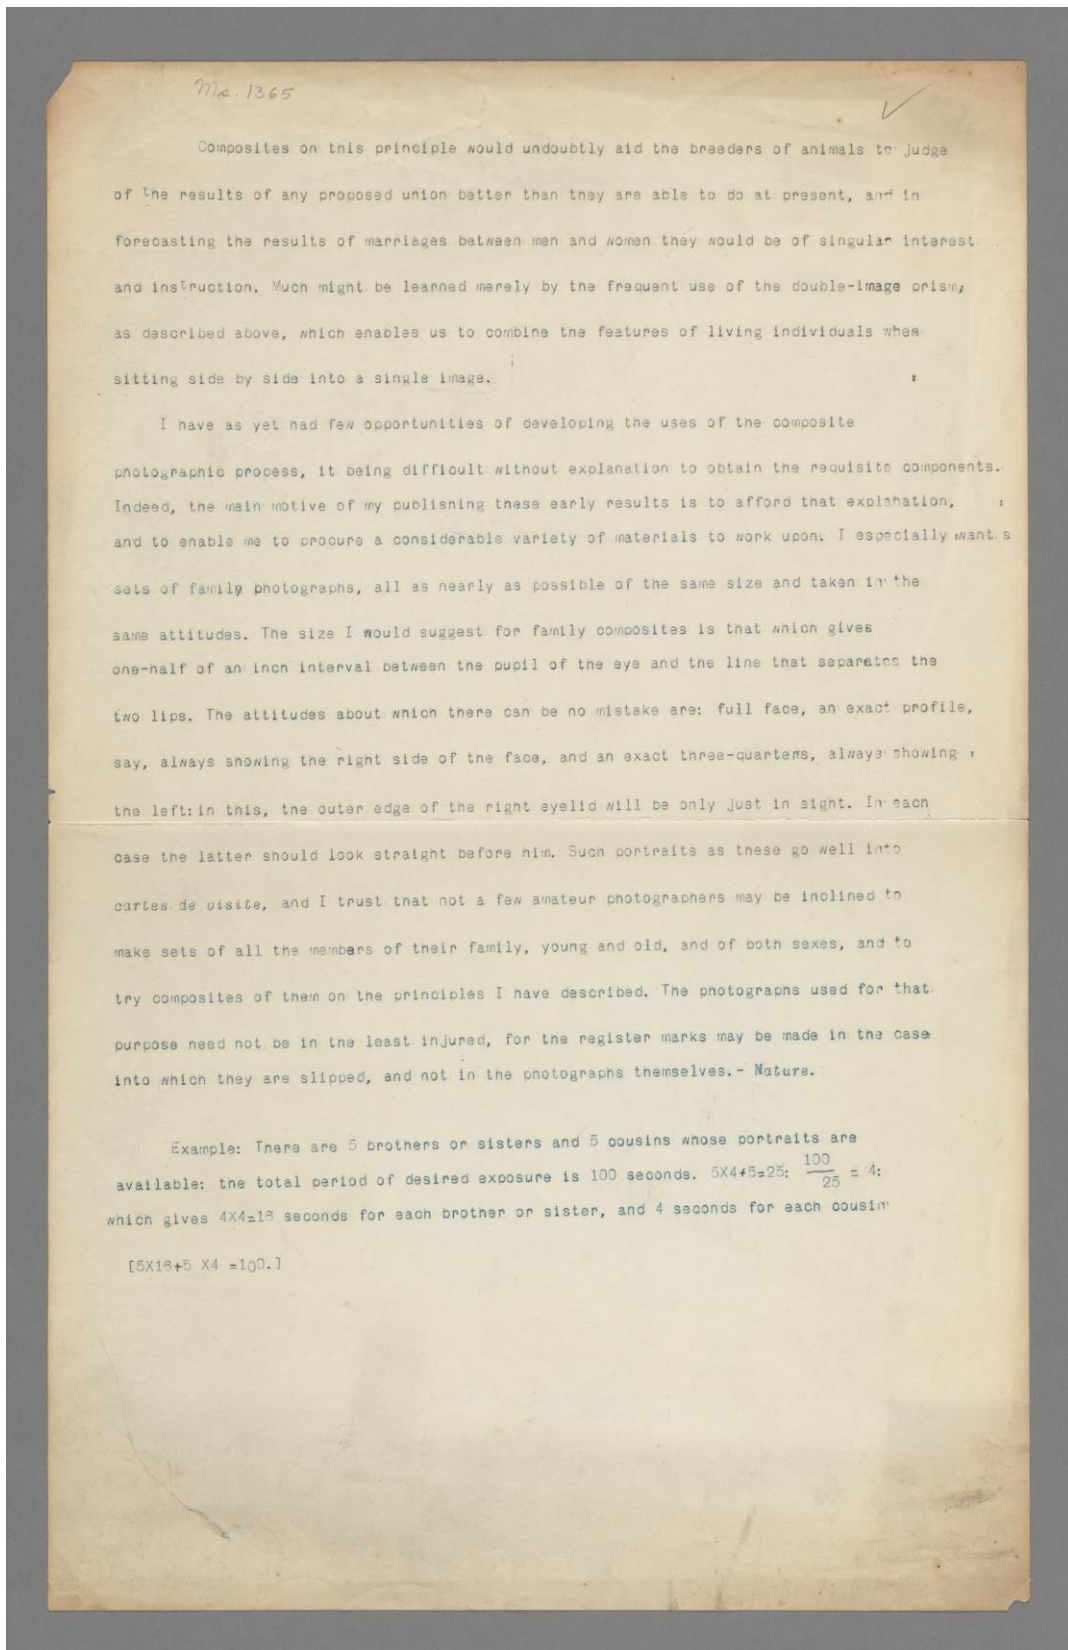 Ms. 1365
Composites on this principle would undoubtly aid the breeders of animals to judge
of the results of any proposed union better than they are able to do at present, and in
forecasting the results of marriages between men and women they would be of singular interest
and instruction. Much might be learned merely by the frequent use of the double-image prism,
as described above, which enables us to combine the features of living individuals when
sitting side by side into a single image.
I have as yet had few opportunities of developing the uses of the composite
photographic process, it being difficult without explanation to obtain the requisite components.
Indeed, the main motive of my publishing these early results is to afford that explanation,
and to enable me to procure a considerable variety of materials to work upon. I especially want s
sets of family photographs, all as nearly as possible of the same size and taken in the
same attitudes. The size I would suggest for family composites is that which gives
one-half of an inch interval between the pupil of the eye and the line that separates the
two lips. The attitudes about which there can be no mistake are: full face, an exact profile,
say, always showing the right side of the face, and an exact three-quarters, always showing
the left: in this, the outer edge of the right eyelid will be only just in sight. In each
case the latter should look straight before him. Such portraits as these go well into
cartes de visite, and I trust that not a few amateur photographers may be inclined to
make sets of all the members of their family, young and old, and of both sexes, and to
try composites of them on the principles I have described. The photographs used for that
purpose need not be in the least injured, for the register marks may be made in the case
into which they are slipped, and not in the photographs themselves.- Nature.
Example: There are 5 brothers or sisters and 5 cousins whose portraits are
available: the total period of desired exposure is 100 seconds. 5X4+5=25: 100/25 = 4:
which gives 4X4=16 seconds for each brother or sister, and 4 seconds for each cousin
[5X16+5 X4 =100.]